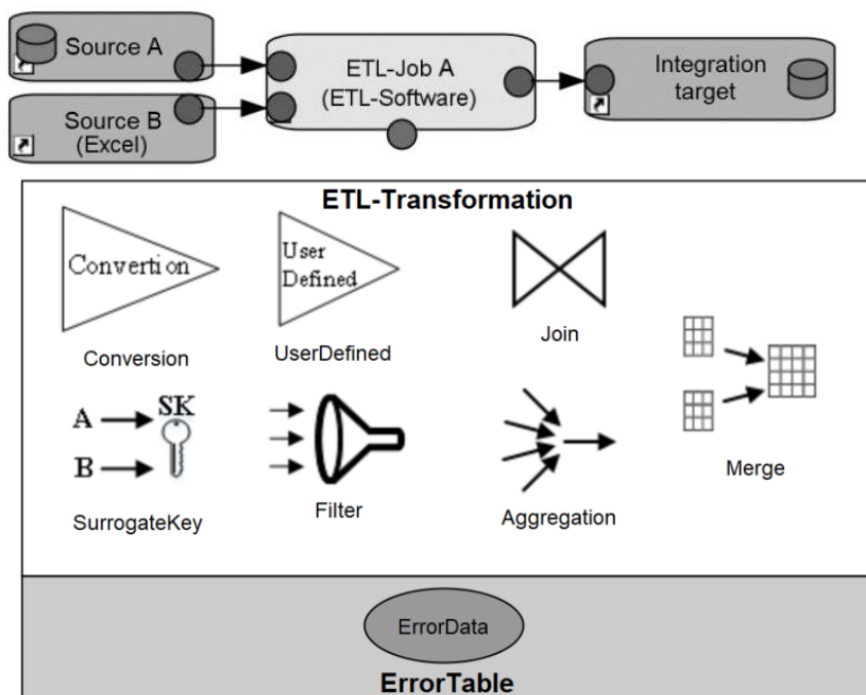 Source A
Source B
(Excel)
ETL-Job A
(ETL-Software)
Integration
target
ETL-Transformation
Convertion
Conversion
User
Defined
UserDefined
Join
Merge
A
B
SK
SurrogateKey
Filter
Aggregation
ErrorData
ErrorTable